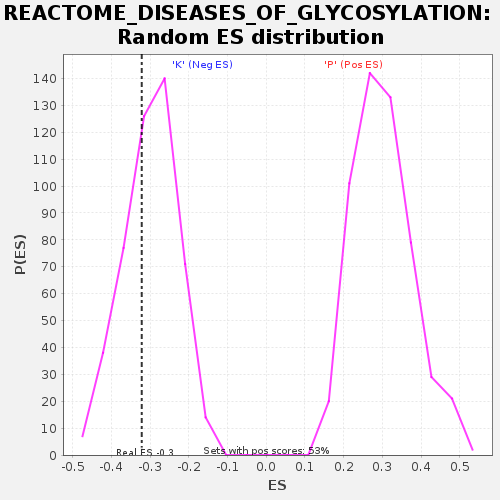 REACTOME_DISEASES_OF_GLYCOSYLATION:
Random ES distribution
'K' (Neg ES)
'P' (Pos ES)
140
130
120
110
100
90
80
70
60
50
40
30
20
10
0
P(ES)
Real ES -0.3
Sets with pos scores: 53%
-0.5 -0.4 -0.3 -0.2 -0.1 0.0 0.1 0.2 0.3 0.4 0.5
ES